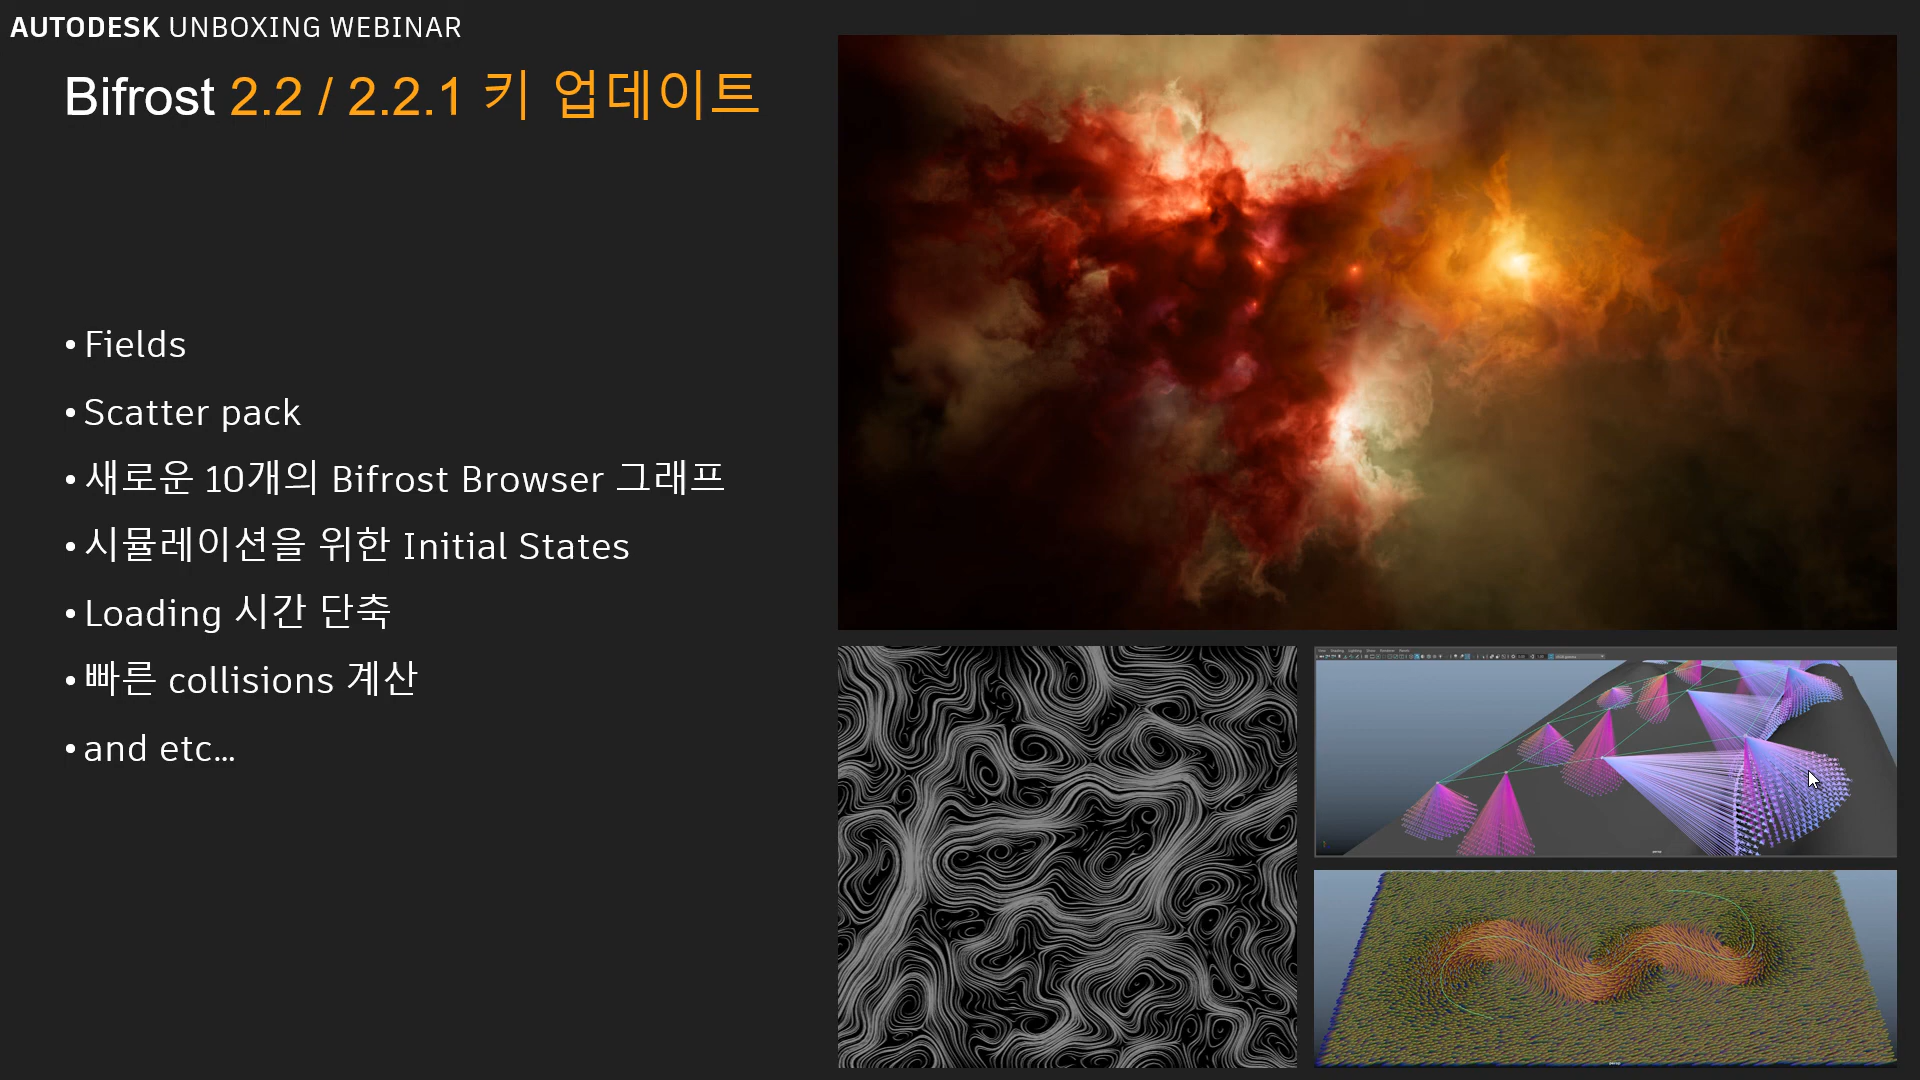 AUTODESK UNBOXING WEBINAR
Bifrost 2.2 / 2.2.1 키 업데이트
• Fields
• Scatter pack
• 새로운 10개의 Bifrost Browser 그래프
• 시뮬레이션을 위한 Initial States
• Loading 시간 단축
• 빠른 collisions 계산
• and etc...